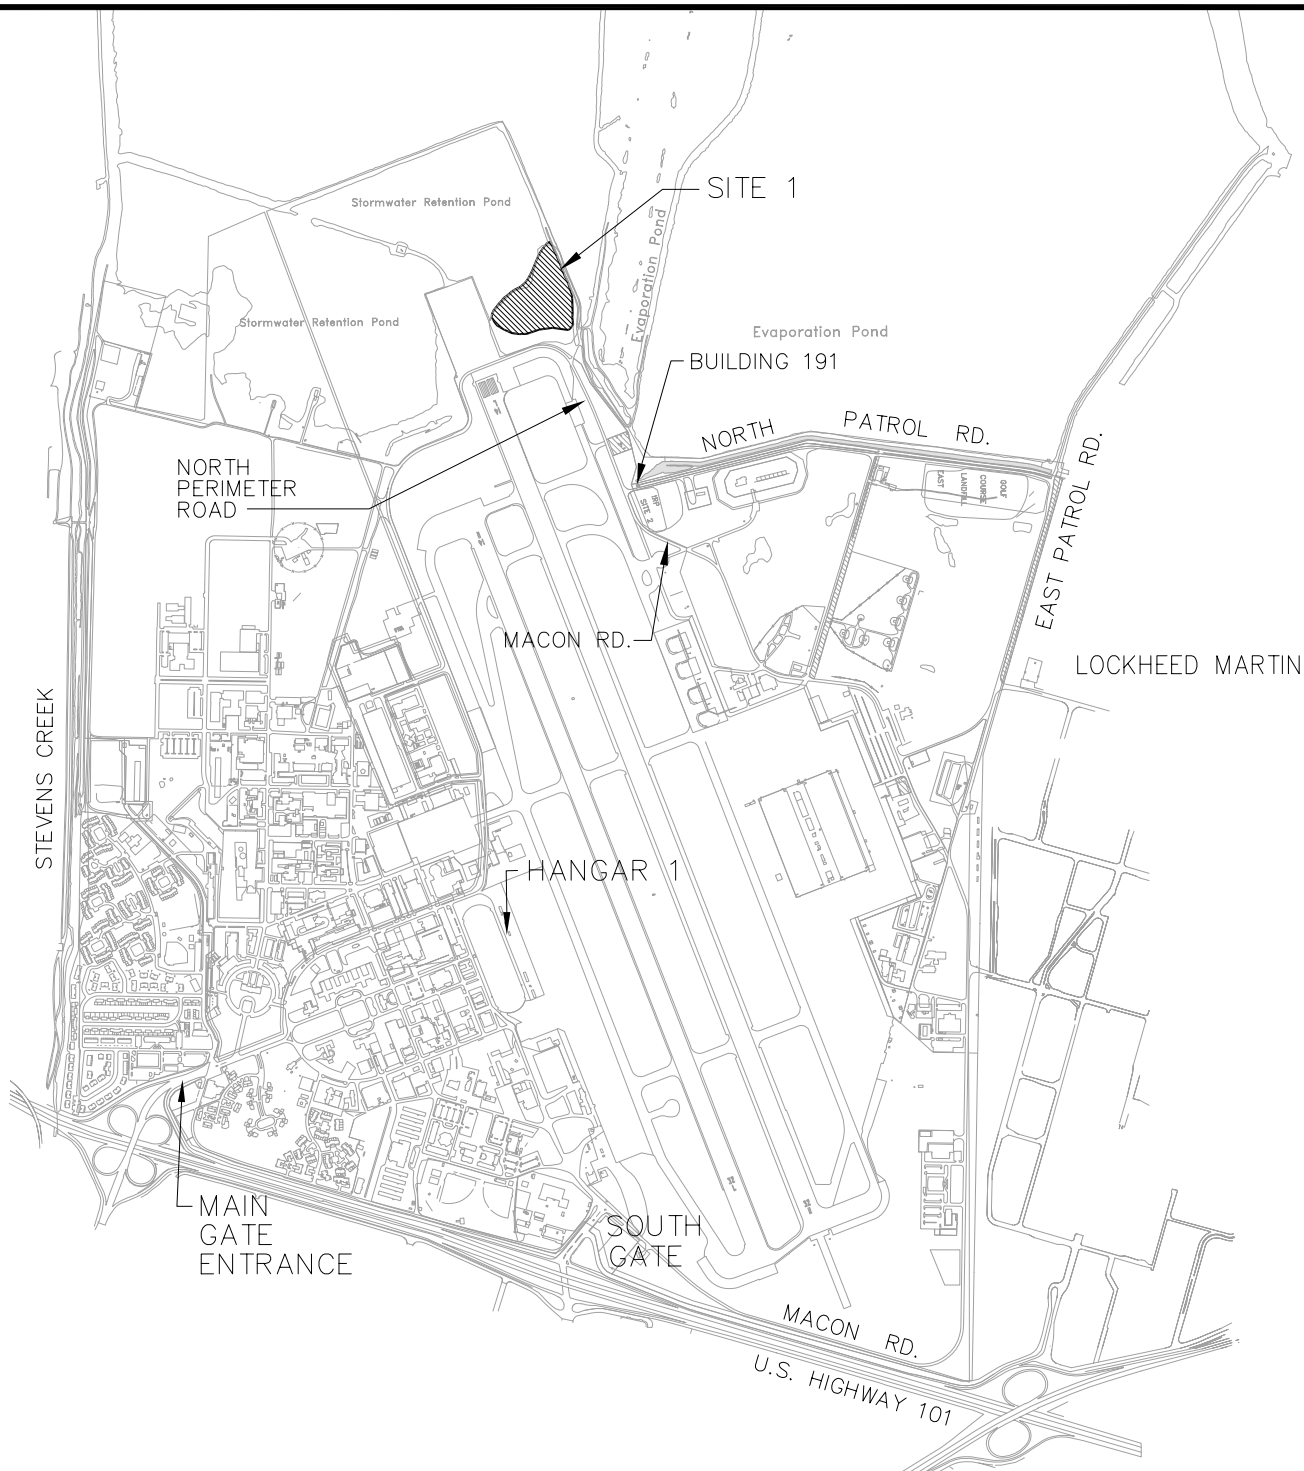 SITE 1
Stormwater Retention Pond
Evaporation Pond
Stormwater Retention Pond
Evaporation Pond
BUILDING 191
NORTH PATROL RD.
NORTH
PERIMETER
ROAD
IRP
SITE 2
GOLF
COURSE
LANDFILL
EAST
EAST PATROL RD.
MACON RD.
LOCKHEED MARTIN
STEVENS CREEK
HANGAR 1
MAIN
GATE
ENTRANCE
SOUTH
GATE
MACON RD.
U.S. HIGHWAY 101